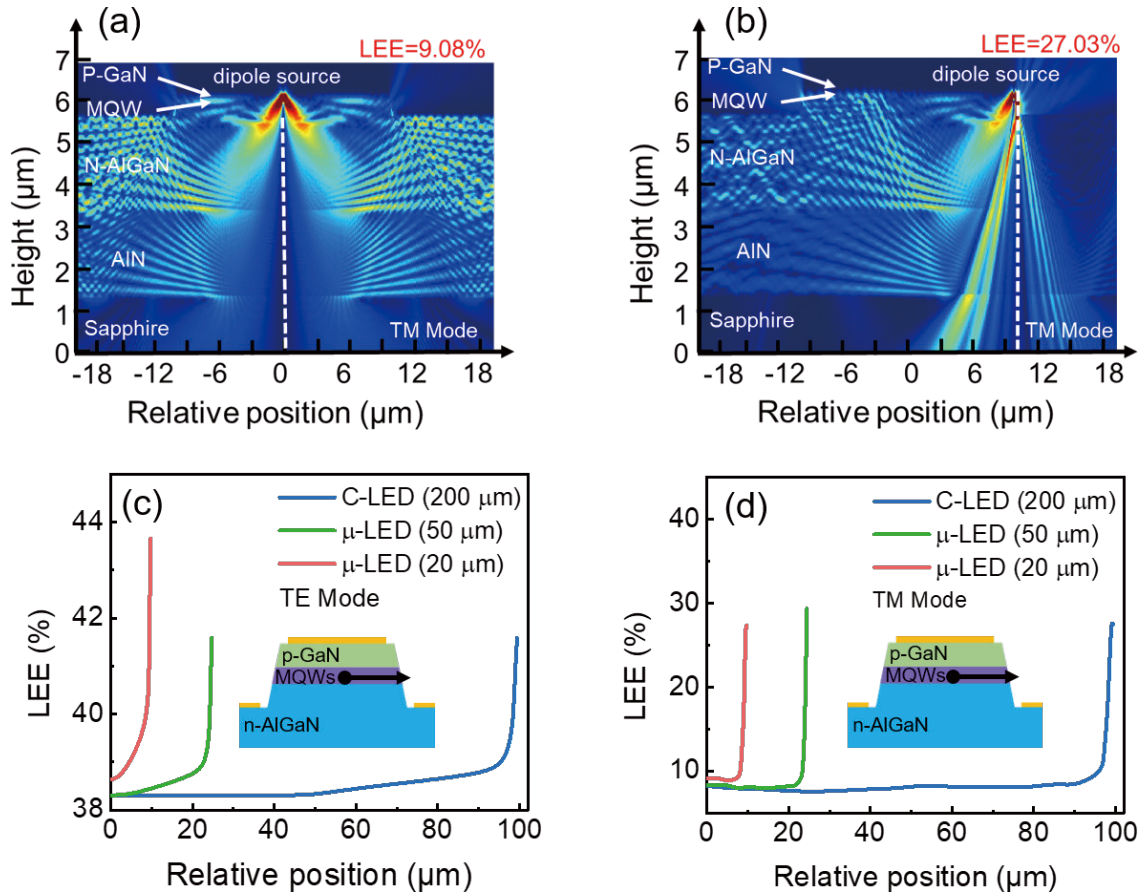 (a)
LEE=9.08%
P-GaN
dipole source
MQW
N-AlGaN
AlN
Sapphire
TM Mode
Height (μm)
7
6
5
4
3
2
1
0
-18 -12 -6 0 6 12 18
Relative position (μm)
(b)
LEE=27.03%
P-GaN
dipole source
MQW
N-AlGaN
AlN
Sapphire
TM Mode
Height (μm)
7
6
5
4
3
2
1
0
-18 -12 -6 0 6 12 18
Relative position (μm)
(c)
C-LED (200 μm)
μ-LED (50 μm)
μ-LED (20 μm)
TE Mode
p-GaN
MQWs
n-AlGaN
LEE (%)
44
42
40
38
0 20 40 60 80 100
Relative position (μm)
(d)
C-LED (200 μm)
μ-LED (50 μm)
μ-LED (20 μm)
TM Mode
p-GaN
MQWs
n-AlGaN
LEE (%)
40
30
20
10
0 20 40 60 80 100
Relative position (μm)